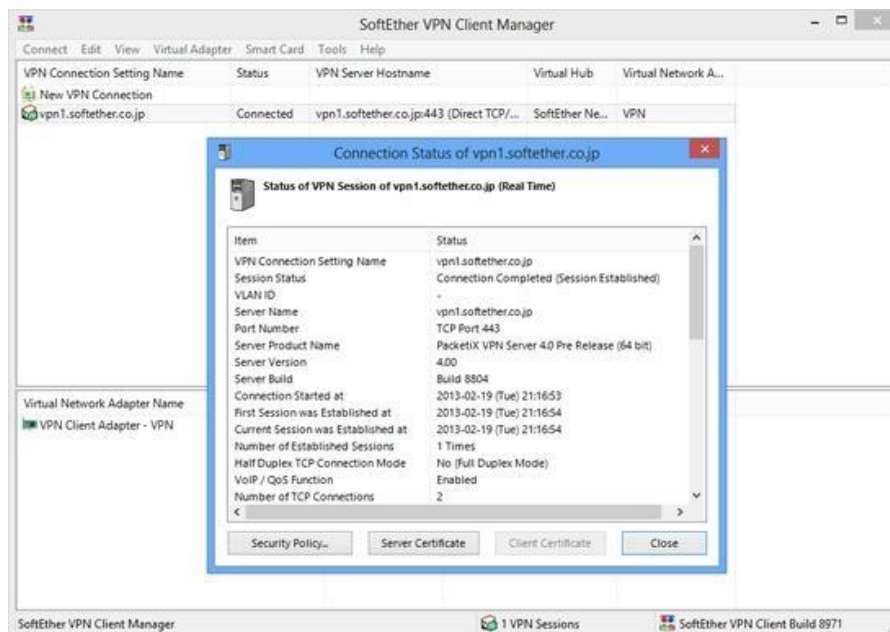 SoftEther VPN Client Manager
Connect Edit View Virtual Adapter Smart Card Tools Help
VPN Connection Setting Name Status VPN Server Hostname Virtual Hub Virtual Network A...
New VPN Connection
vpn1.softether.co.jp Connected vpn1.softether.co.jp:443 (Direct TCP/... SoftEther Ne... VPN
Connection Status of vpn1.softether.co.jp
Status of VPN Session of vpn1.softether.co.jp (Real Time)
Item Status
VPN Connection Setting Name vpn1.softether.co.jp
Session Status Connection Completed (Session Established)
VLAN ID -
Server Name vpn1.softether.co.jp
Port Number TCP Port 443
Server Product Name PacketiX VPN Server 4.0 Pre Release (64 bit)
Server Version 4.00
Server Build Build 8804
Connection Started at 2013-02-19 (Tue) 21:16:53
First Session was Established at 2013-02-19 (Tue) 21:16:54
Current Session was Established at 2013-02-19 (Tue) 21:16:54
Number of Established Sessions 1 Times
Half Duplex TCP Connection Mode No (Full Duplex Mode)
VoIP / QoS Function Enabled
Number of TCP Connections 2
Security Policy... Server Certificate Client Certificate Close
Virtual Network Adapter Name
VPN Client Adapter - VPN
SoftEther VPN Client Manager 1 VPN Sessions SoftEther VPN Client Build 8971